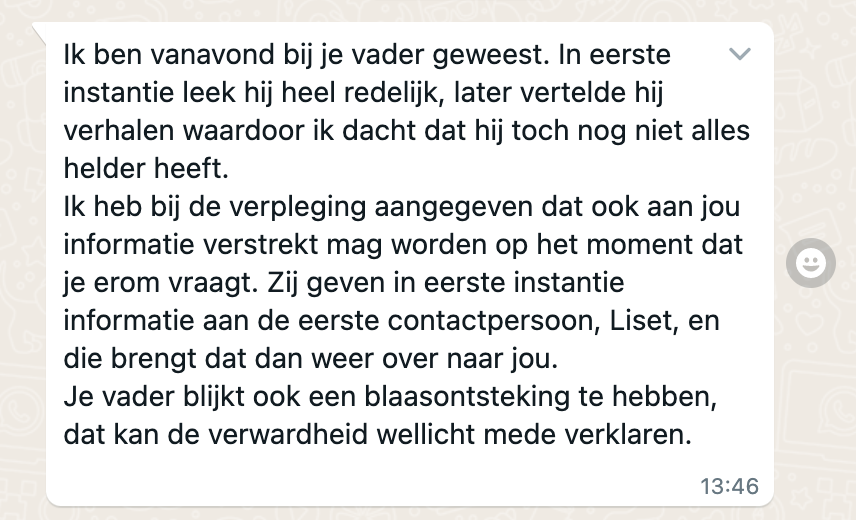 Ik ben vanavond bij je vader geweest. In eerste
instantie leek hij heel redelijk, later vertelde hij
verhalen waardoor ik dacht dat hij toch nog niet alles
helder heeft.
Ik heb bij de verpleging aangegeven dat ook aan jou
informatie verstrekt mag worden op het moment dat
je erom vraagt. Zij geven in eerste instantie
informatie aan de eerste contactpersoon, Liset, en
die brengt dat dan weer over naar jou.
Je vader blijkt ook een blaasontsteking te hebben,
dat kan de verwardheid wellicht mede verklaren.
13:46